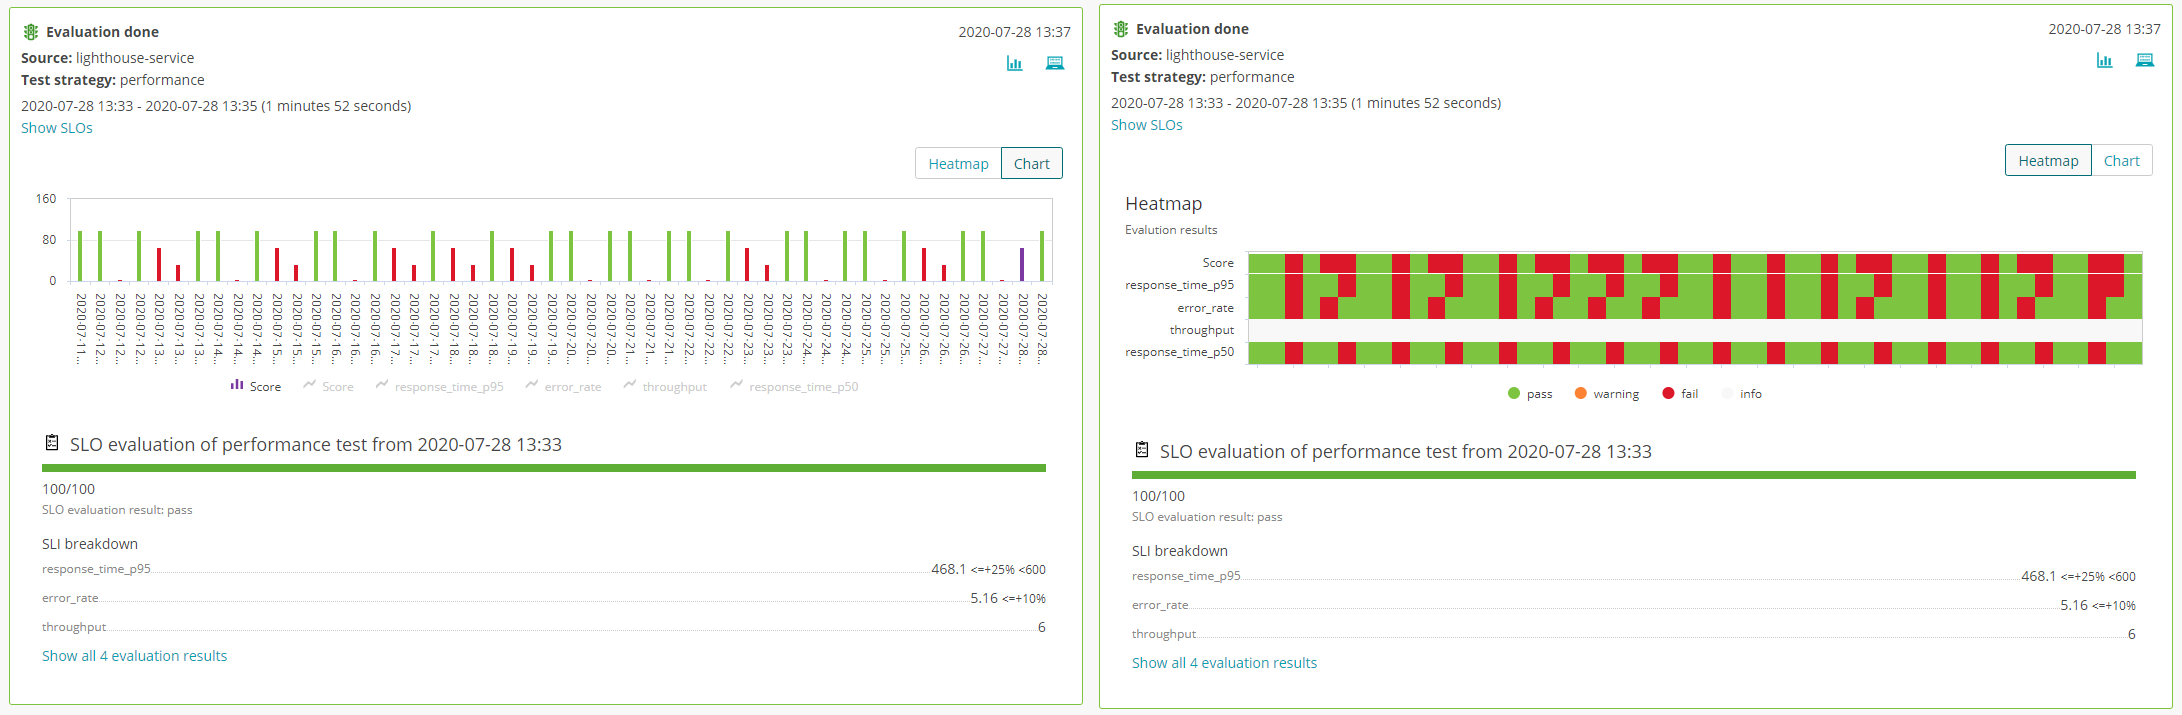 Evaluation done
2020-07-28 13:37
Source: lighthouse-service
Test strategy: performance
2020-07-28 13:33 - 2020-07-28 13:35 (1 minutes 52 seconds)
Show SLOs
Heatmap Chart
160
80
0
2020-07-11... 2020-07-12... 2020-07-12... 2020-07-12... 2020-07-13... 2020-07-13... 2020-07-13... 2020-07-14... 2020-07-14... 2020-07-14... 2020-07-15... 2020-07-15... 2020-07-15... 2020-07-16... 2020-07-16... 2020-07-16... 2020-07-17... 2020-07-17... 2020-07-17... 2020-07-18... 2020-07-18... 2020-07-18... 2020-07-19... 2020-07-19... 2020-07-19... 2020-07-20... 2020-07-20... 2020-07-20... 2020-07-21... 2020-07-21... 2020-07-22... 2020-07-22... 2020-07-22... 2020-07-22... 2020-07-23... 2020-07-23... 2020-07-23... 2020-07-24... 2020-07-24... 2020-07-24... 2020-07-25... 2020-07-25... 2020-07-25... 2020-07-26... 2020-07-26... 2020-07-26... 2020-07-27... 2020-07-27... 2020-07-28... 2020-07-28...
Score Score response_time_p95 error_rate throughput response_time_p50
SLO evaluation of performance test from 2020-07-28 13:33
100/100
SLO evaluation result: pass
SLI breakdown
response_time_p95 468.1 <=+25% <600
error_rate 5.16 <=+10%
throughput 6
Show all 4 evaluation results
Evaluation done
2020-07-28 13:37
Source: lighthouse-service
Test strategy: performance
2020-07-28 13:33 - 2020-07-28 13:35 (1 minutes 52 seconds)
Show SLOs
Heatmap Chart
Heatmap
Evalution results
Score
response_time_p95
error_rate
throughput
response_time_p50
pass warning fail info
SLO evaluation of performance test from 2020-07-28 13:33
100/100
SLO evaluation result: pass
SLI breakdown
response_time_p95 468.1 <=+25% <600
error_rate 5.16 <=+10%
throughput 6
Show all 4 evaluation results